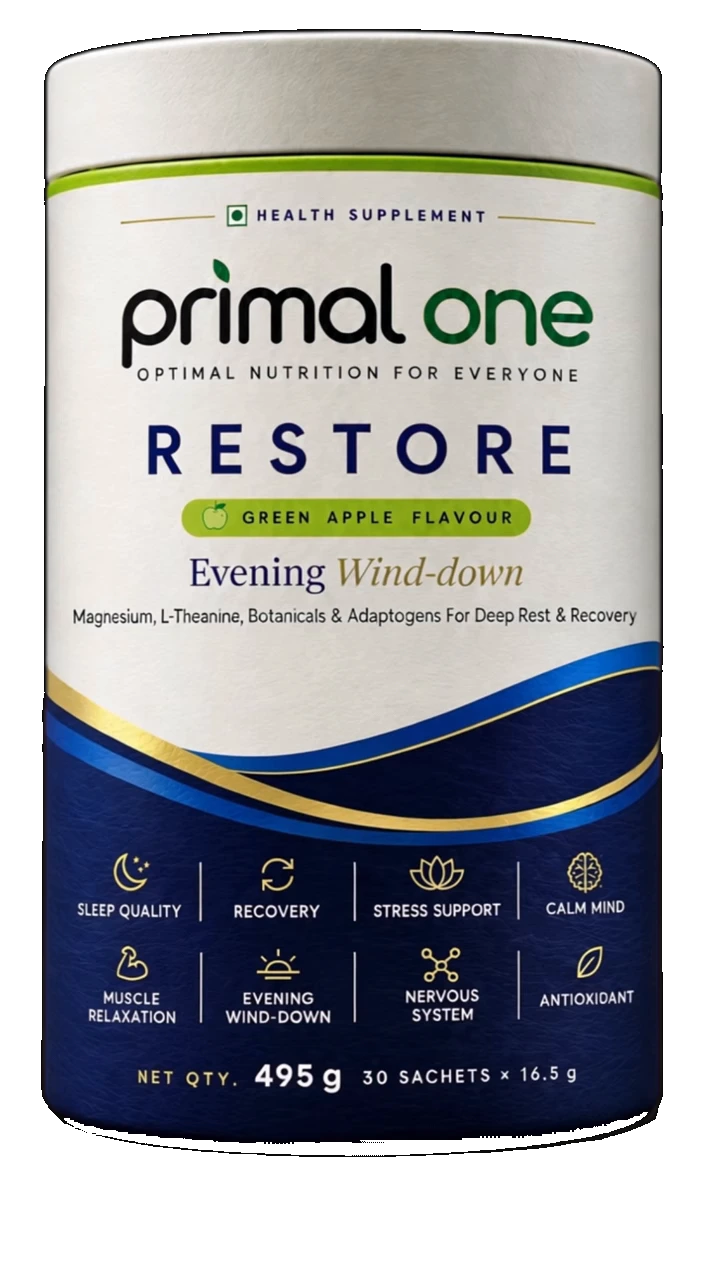 HEALTH SUPPLEMENT
primal one
OPTIMAL NUTRITION FOR EVERYONE
RESTORE
GREEN APPLE FLAVOUR
Evening Wind-down
Magnesium, L-Theanine, Botanicals & Adaptogens For Deep Rest & Recovery
SLEEP QUALITY
RECOVERY
STRESS SUPPORT
CALM MIND
MUSCLE
RELAXATION
EVENING
WIND-DOWN
NERVOUS
SYSTEM
ANTIOXIDANT
NET QTY. 495 g 30 SACHETS × 16.5 g